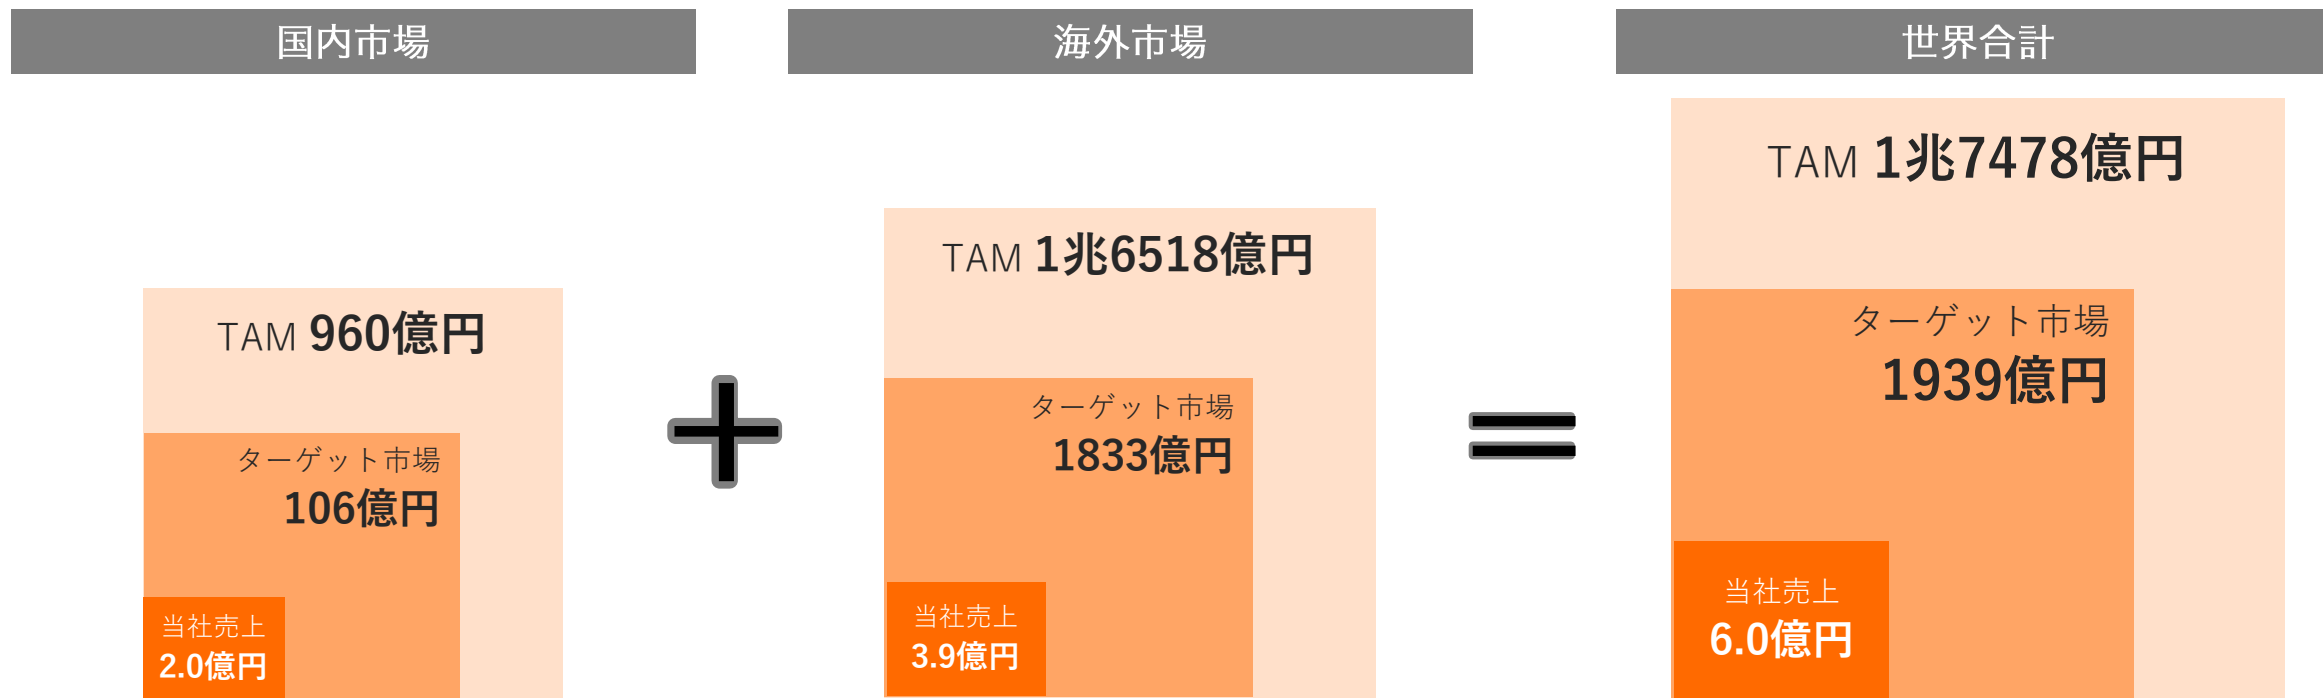 国内市場
TAM 960億円
ターゲット市場
106億円
当社売上
2.0億円
+
海外市場
TAM 1兆6518億円
ターゲット市場
1833億円
当社売上
3.9億円
=
世界合計
TAM 1兆7478億円
ターゲット市場
1939億円
当社売上
6.0億円